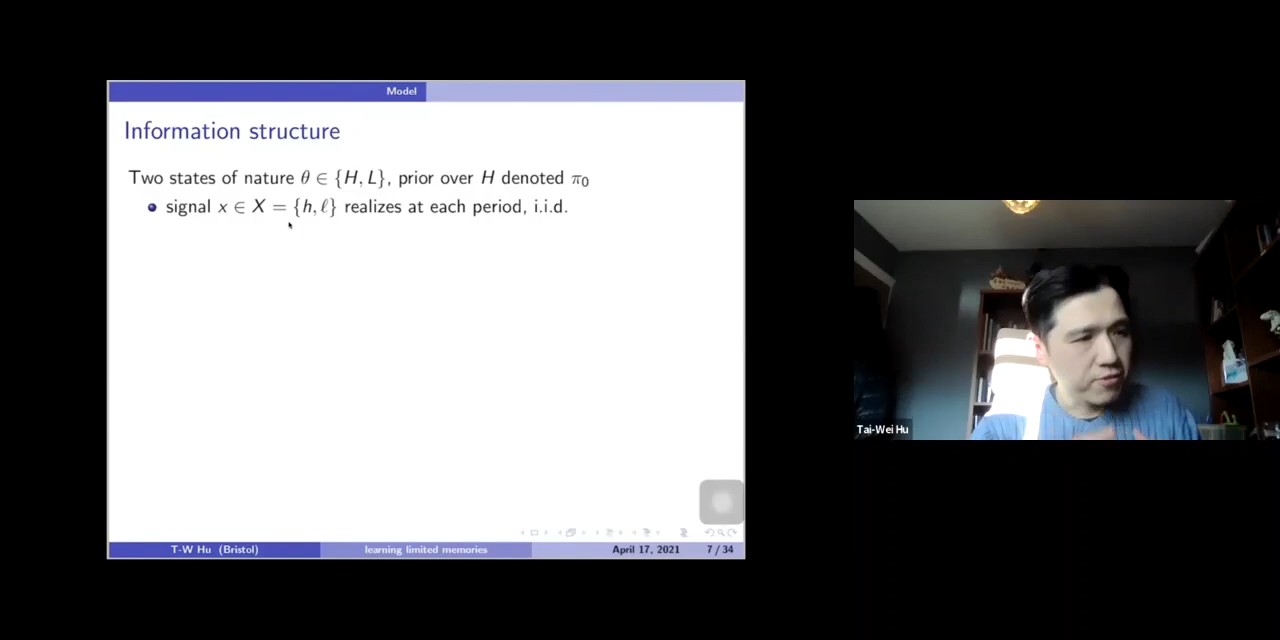 Model
Information structure
Two states of nature θ ∈ {H, L}, prior over H denoted π₀
signal x ∈ X = {h, ℓ} realizes at each period, i.i.d.
T-W Hu (Bristol) learning limited memories April 17, 2021 7 / 34
Tai-Wei Hu